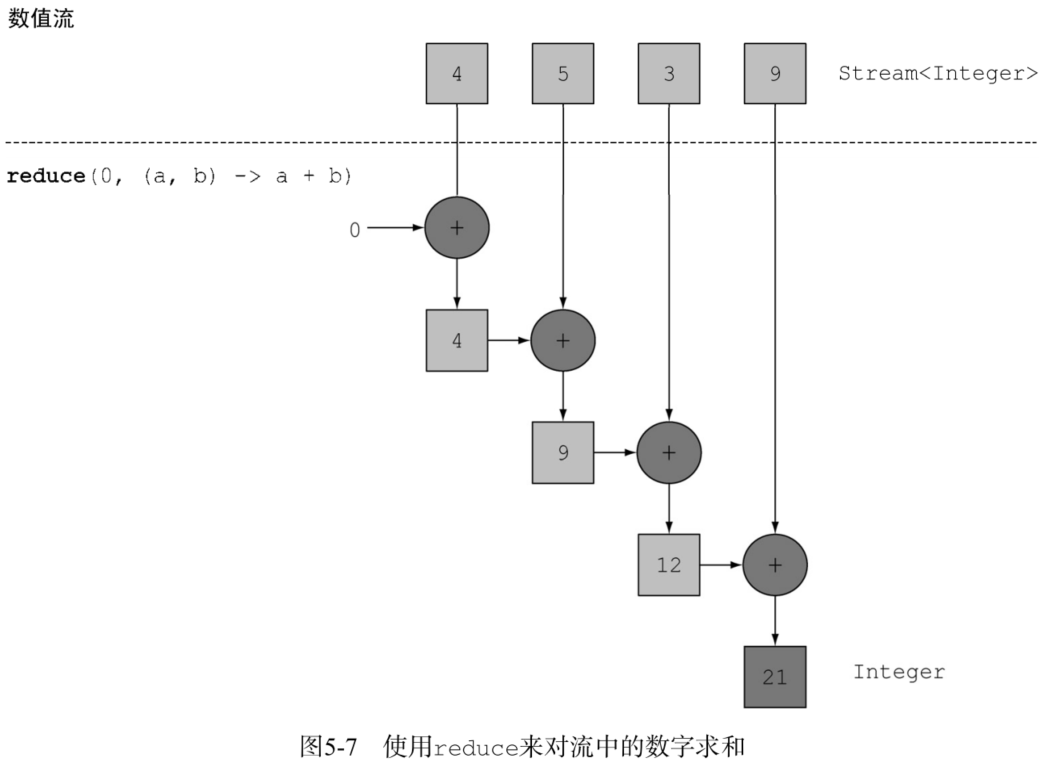 数值流
4 5 3 9 Stream<Integer>
reduce(0, (a, b) -> a + b)
0 +
4 +
9 +
12 +
21 Integer
图5-7 使用reduce来对流中的数字求和